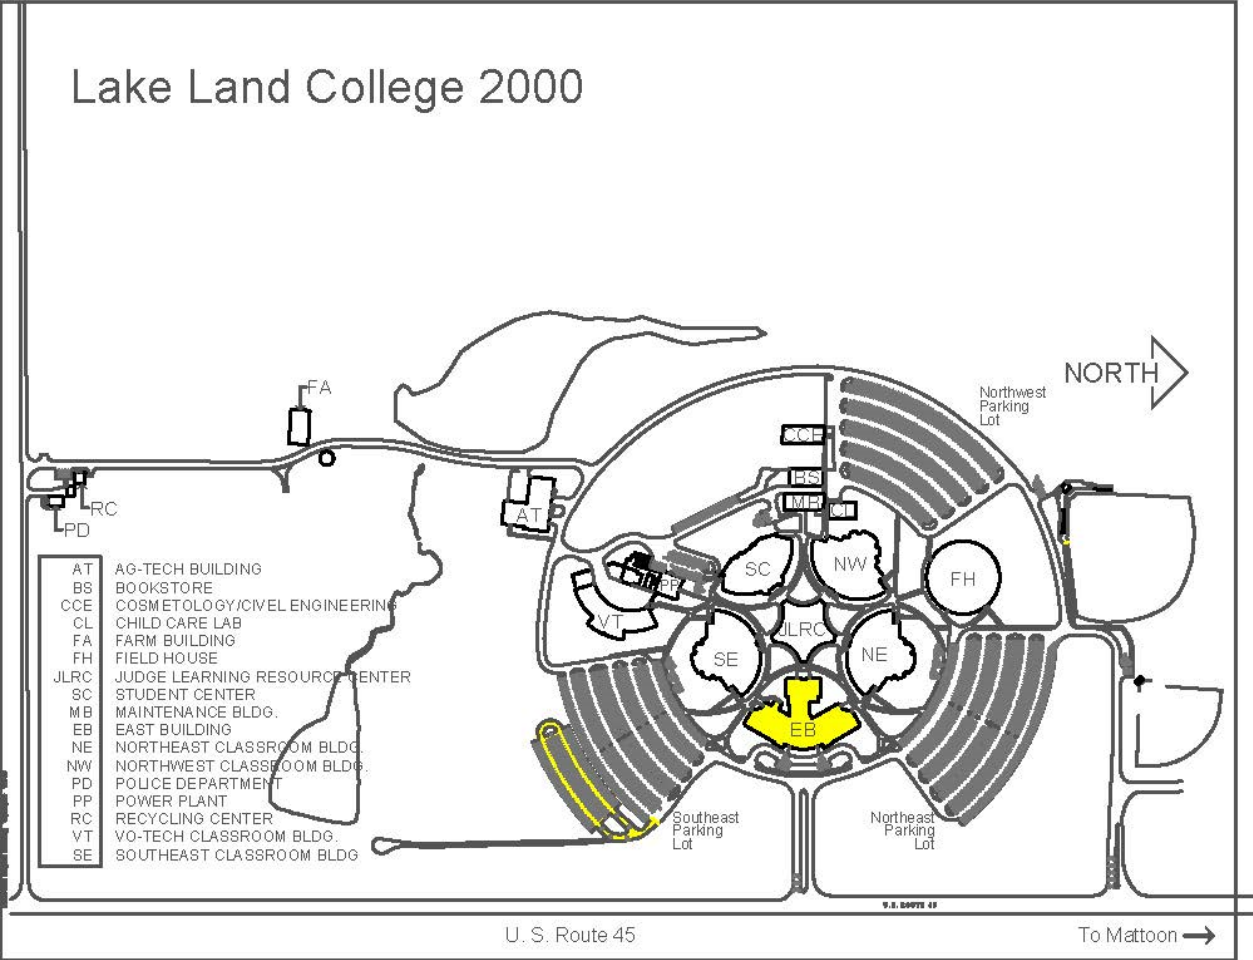 Lake Land College 2000
NORTH
Northwest
Parking
Lot
FA
CCE
BS
MB
CL
RC
PD
AT
SC
NW
FH
PP
VT
JLRC
SE
NE
EB
AT AG-TECH BUILDING
BS BOOKSTORE
CCE COSMETOLOGY/CIVEL ENGINEERING
CL CHILD CARE LAB
FA FARM BUILDING
FH FIELD HOUSE
JLRC JUDGE LEARNING RESOURCE CENTER
SC STUDENT CENTER
MB MAINTENANCE BLDG.
EB EAST BUILDING
NE NORTHEAST CLASSROOM BLDG.
NW NORTHWEST CLASSROOM BLDG.
PD POLICE DEPARTMENT
PP POWER PLANT
RC RECYCLING CENTER
VT VO-TECH CLASSROOM BLDG.
SE SOUTHEAST CLASSROOM BLDG
Southeast
Parking
Lot
Northeast
Parking
Lot
U.S. ROUTE 45
U. S. Route 45
To Mattoon